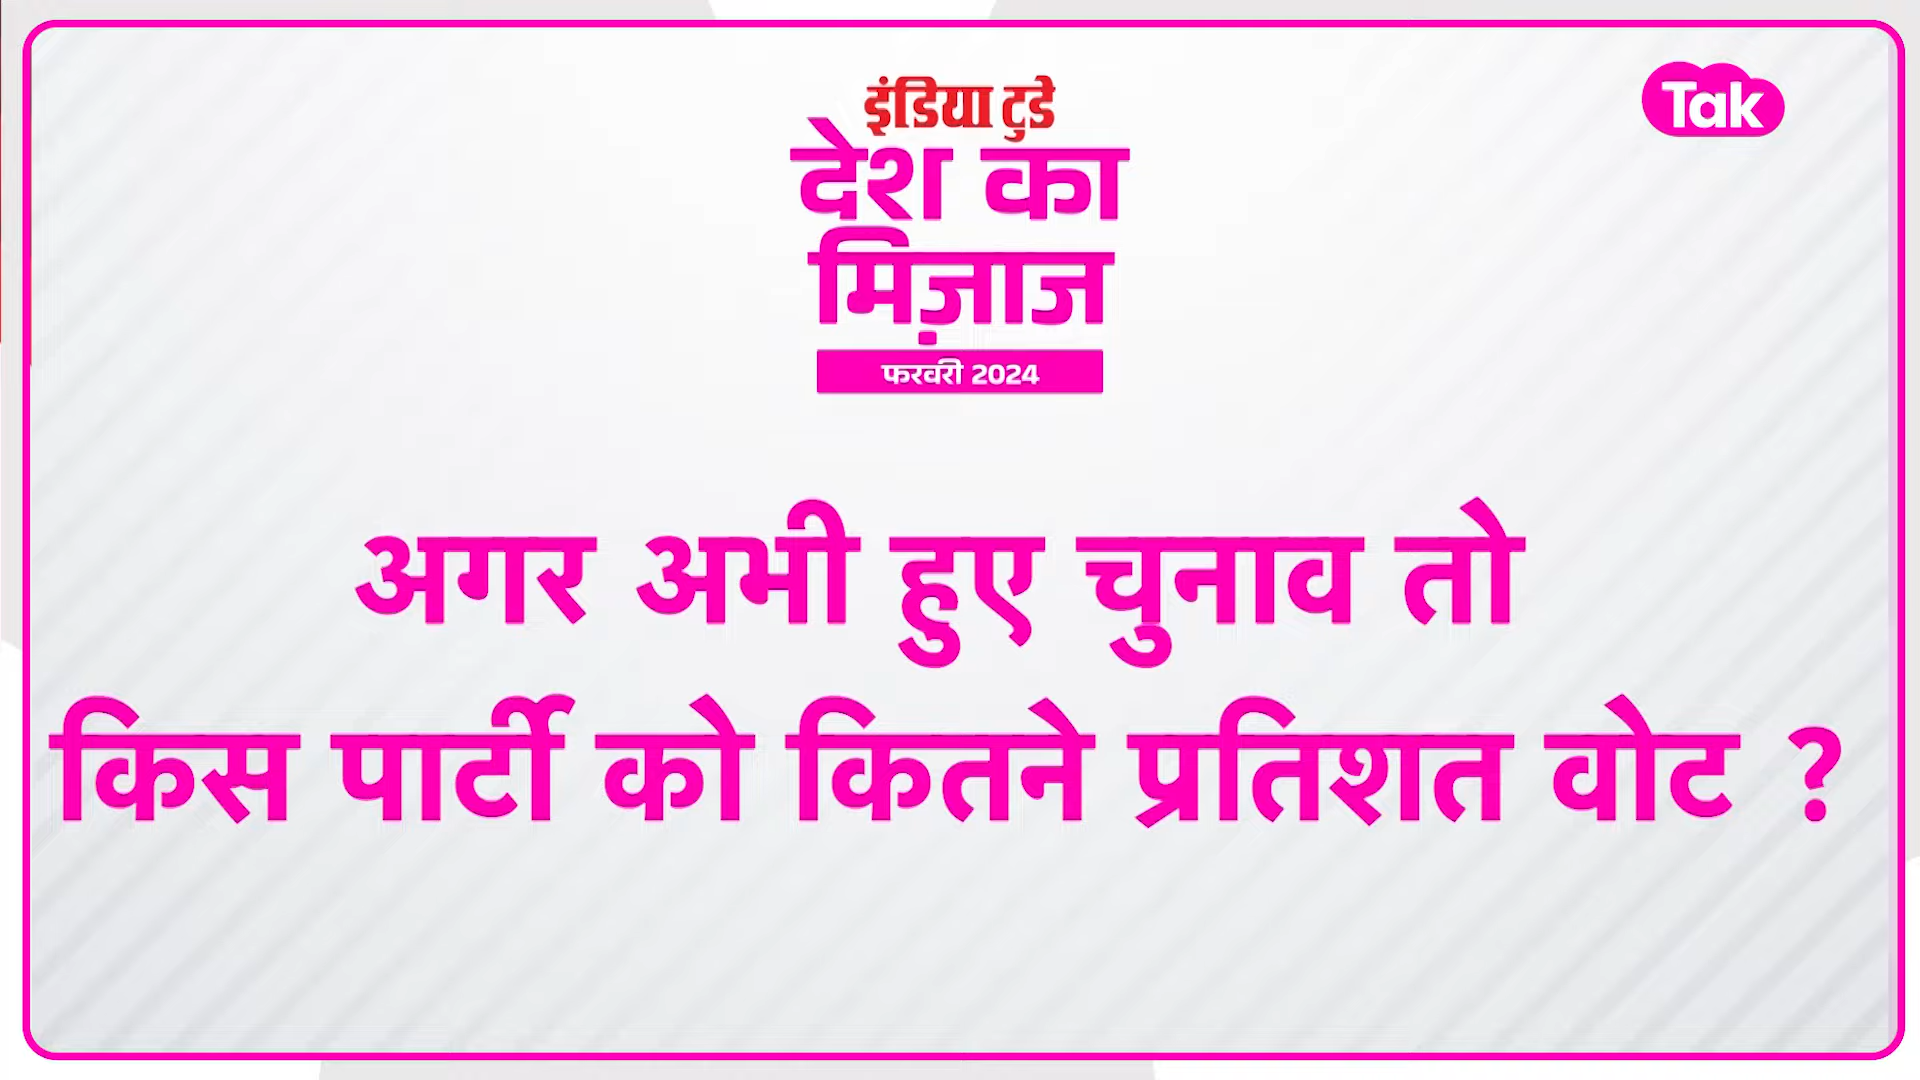 इंडिया टुडे
Tak
देश का
मिज़ाज
फरवरी 2024
अगर अभी हुए चुनाव तो
किस पार्टी को कितने प्रतिशत वोट ?